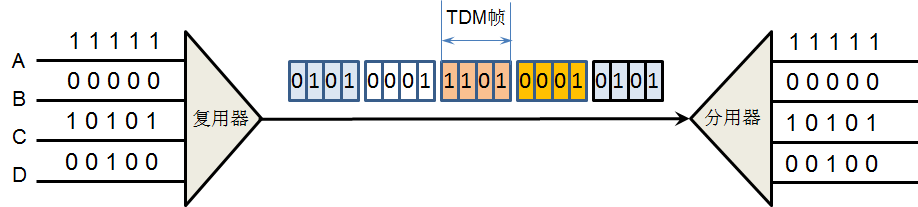 TDM帧
A 1 1 1 1 1
B 0 0 0 0 0
C 1 0 1 0 1
D 0 0 1 0 0
复用器
0 1 0 1 0 0 0 1 1 1 0 1 0 0 0 1 0 1 0 1
分用器
1 1 1 1 1
0 0 0 0 0
1 0 1 0 1
0 0 1 0 0